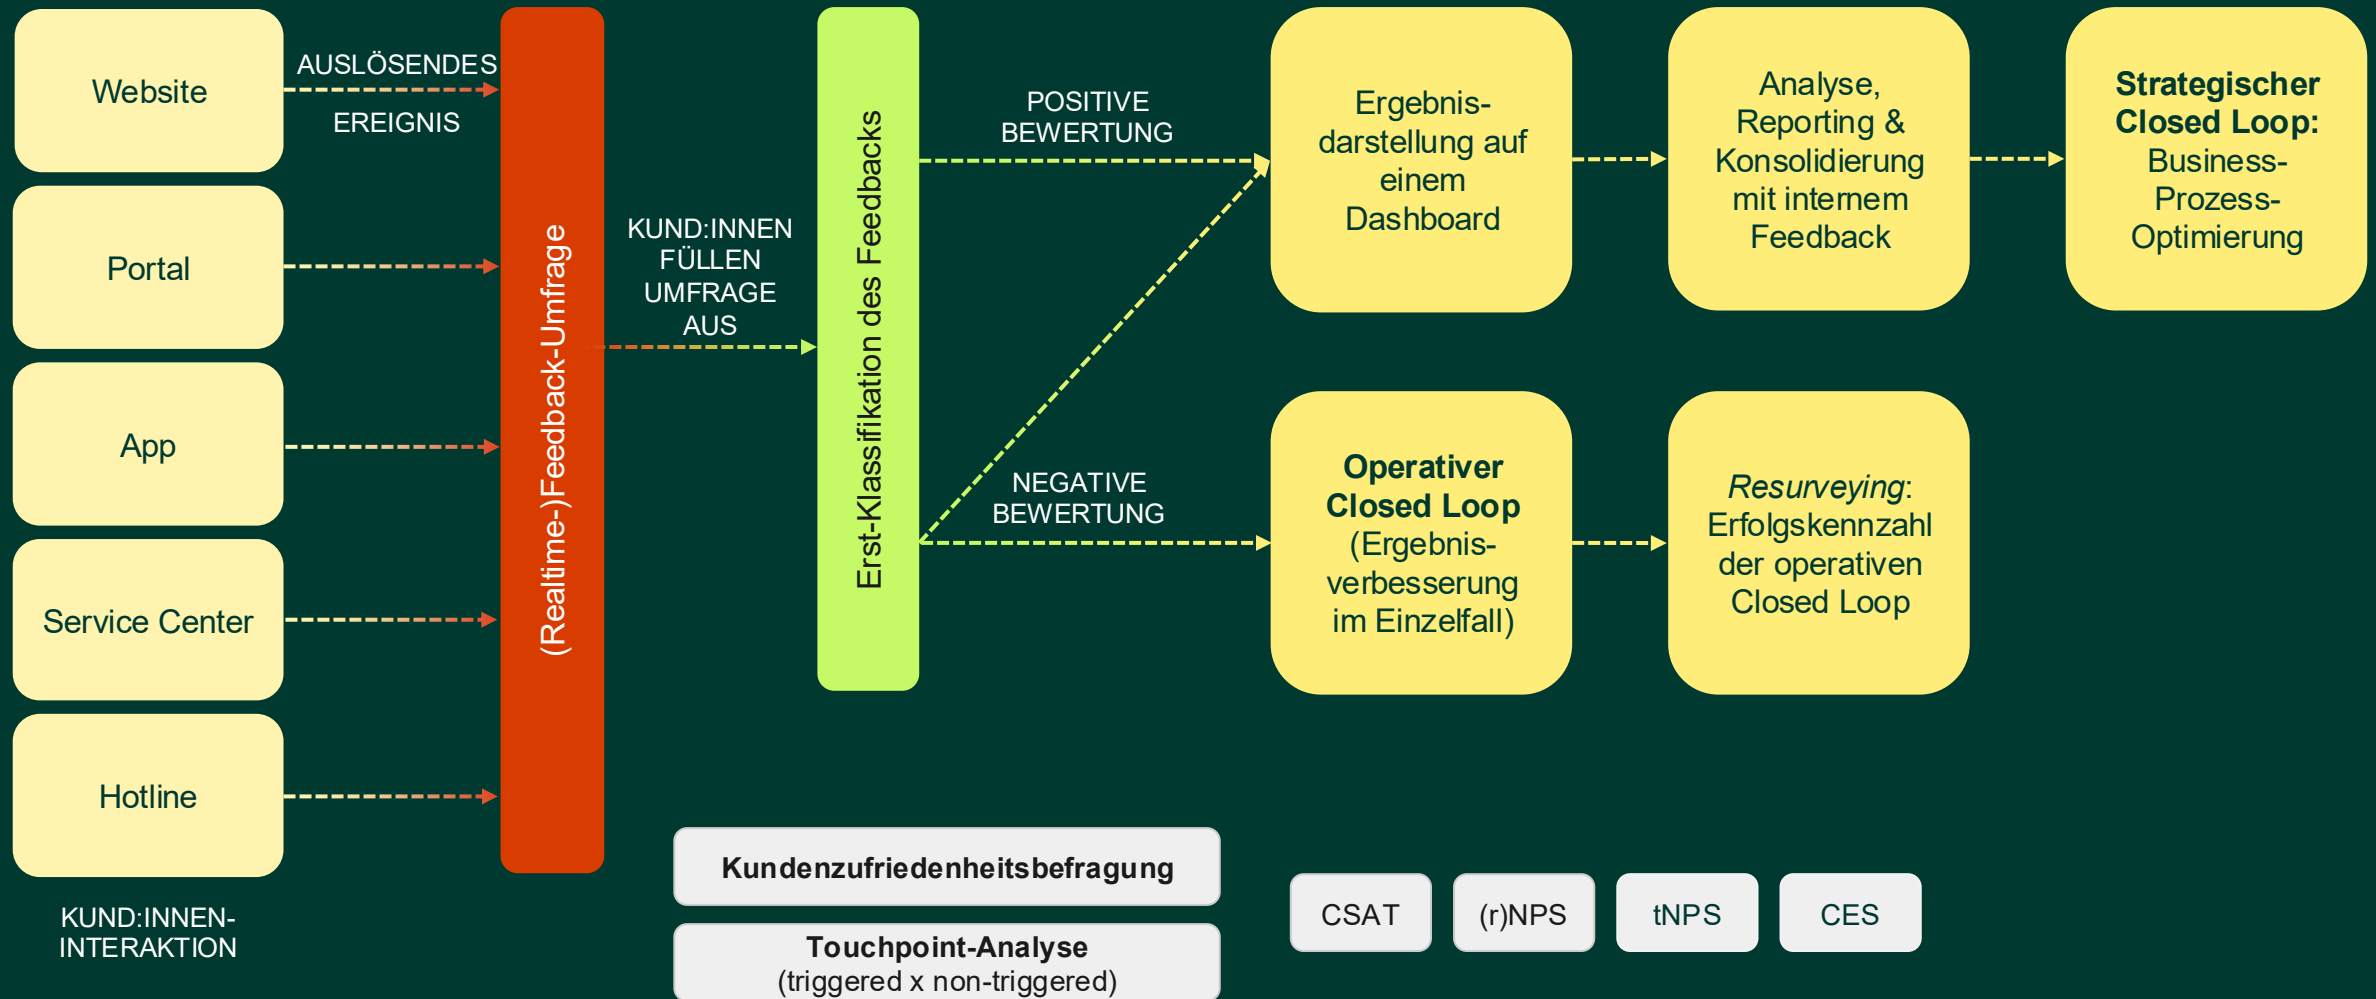 Website
Portal
App
Service Center
Hotline
KUND:INNEN-
INTERAKTION
AUSLÖSENDES
EREIGNIS
(Realtime-)Feedback-Umfrage
KUND:INNEN
FÜLLEN
UMFRAGE
AUS
Erst-Klassifikation des Feedbacks
POSITIVE
BEWERTUNG
NEGATIVE
BEWERTUNG
Ergebnis-
darstellung auf
einem
Dashboard
Analyse,
Reporting &
Konsolidierung
mit internem
Feedback
Strategischer
Closed Loop:
Business-
Prozess-
Optimierung
Operativer
Closed Loop
(Ergebnis-
verbesserung
im Einzelfall)
Resurveying:
Erfolgskennzahl
der operativen
Closed Loop
Kundenzufriedenheitsbefragung
Touchpoint-Analyse
(triggered x non-triggered)
CSAT
(r)NPS
tNPS
CES